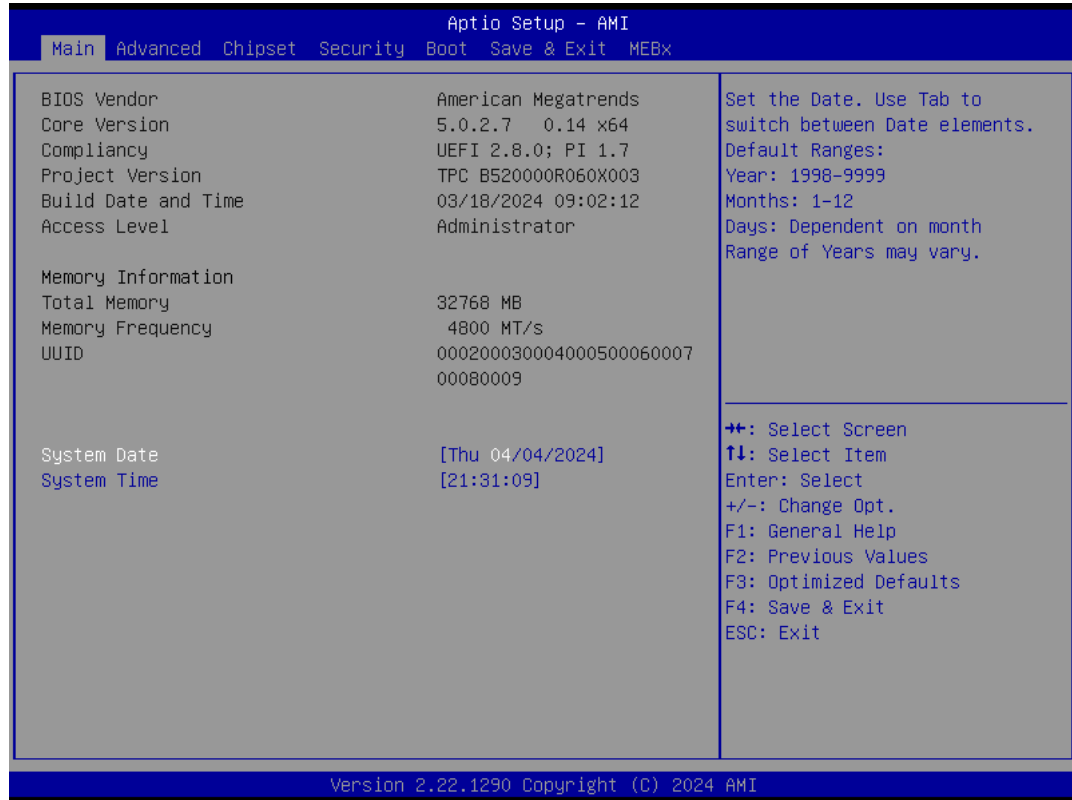 Aptio Setup – AMI
Main Advanced Chipset Security Boot Save & Exit MEBx
BIOS Vendor American Megatrends
Core Version 5.0.2.7 0.14 x64
Compliancy UEFI 2.8.0; PI 1.7
Project Version TPC B520000R060X003
Build Date and Time 03/18/2024 09:02:12
Access Level Administrator
Memory Information
Total Memory 32768 MB
Memory Frequency 4800 MT/s
UUID 000200030004000500060007
00080009
System Date [Thu 04/04/2024]
System Time [21:31:09]
Set the Date. Use Tab to
switch between Date elements.
Default Ranges:
Year: 1998-9999
Months: 1-12
Days: Dependent on month
Range of Years may vary.
→←: Select Screen
↑↓: Select Item
Enter: Select
+/-: Change Opt.
F1: General Help
F2: Previous Values
F3: Optimized Defaults
F4: Save & Exit
ESC: Exit
Version 2.22.1290 Copyright (C) 2024 AMI